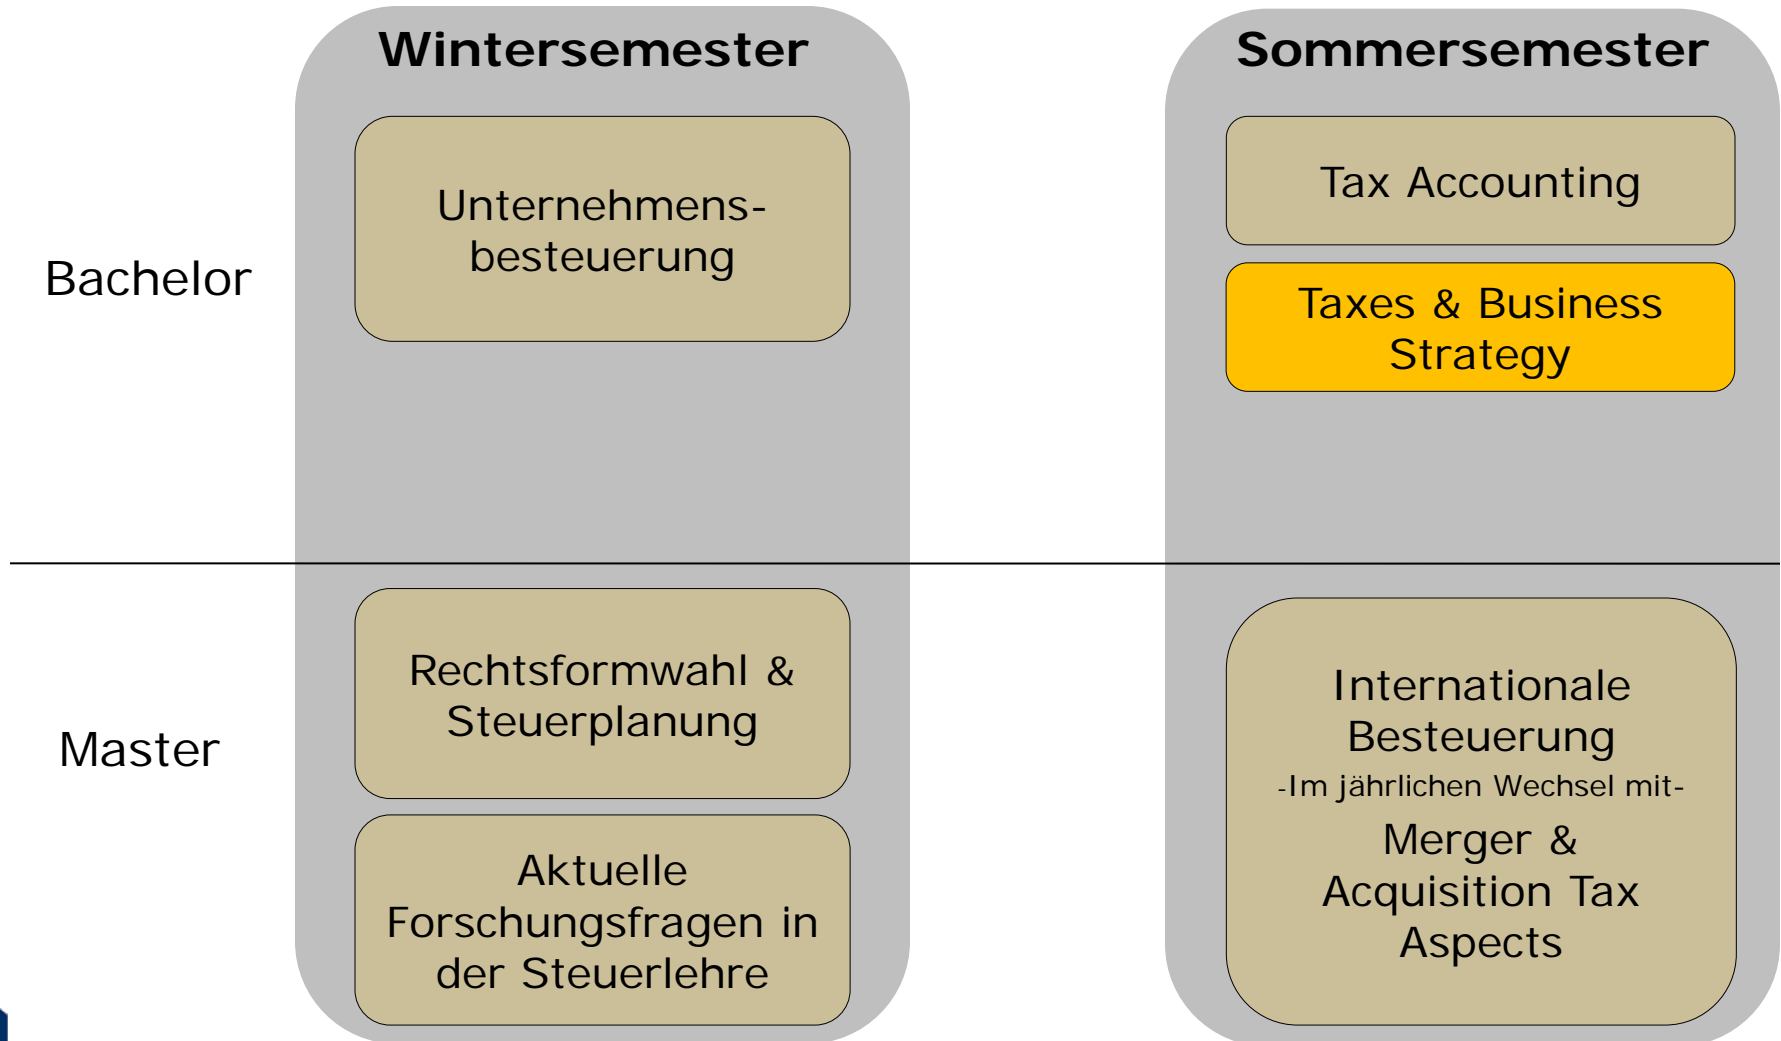 Wintersemester
Sommersemester
Bachelor
Unternehmens-
besteuerung
Tax Accounting
Taxes & Business
Strategy
Master
Rechtsformwahl &
Steuerplanung
Aktuelle
Forschungsfragen in
der Steuerlehre
Internationale
Besteuerung
-Im jährlichen Wechsel mit-
Merger &
Acquisition Tax
Aspects